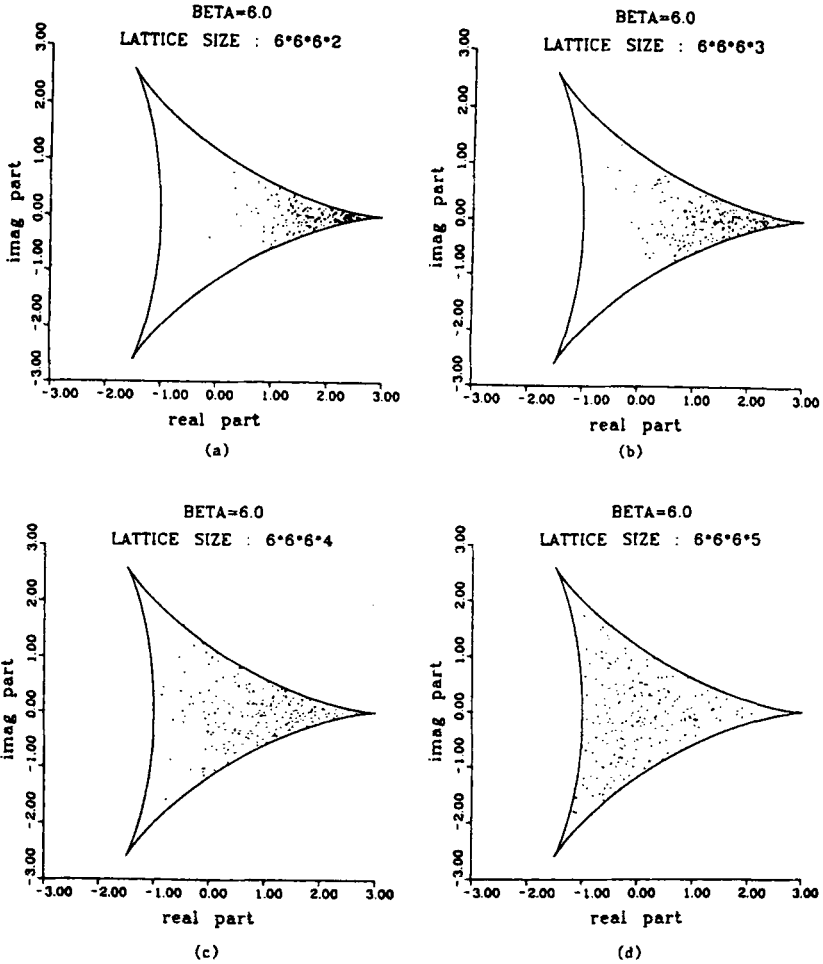 BETA=6.0
LATTICE SIZE : 6*6*6*2
imag part
3.00
2.00
1.00
0.00
-1.00
-2.00
-3.00
-3.00 -2.00 -1.00 0.00 1.00 2.00 3.00
real part
(a)
BETA=6.0
LATTICE SIZE : 6*6*6*3
imag part
3.00
2.00
1.00
0.00
-1.00
-2.00
-3.00
-3.00 -2.00 -1.00 0.00 1.00 2.00 3.00
real part
(b)
BETA=6.0
LATTICE SIZE : 6*6*6*4
imag part
3.00
2.00
1.00
0.00
-1.00
-2.00
-3.00
-3.00 -2.00 -1.00 0.00 1.00 2.00 3.00
real part
(c)
BETA=6.0
LATTICE SIZE : 6*6*6*5
imag part
3.00
2.00
1.00
0.00
-1.00
-2.00
-3.00
-3.00 -2.00 -1.00 0.00 1.00 2.00 3.00
real part
(d)